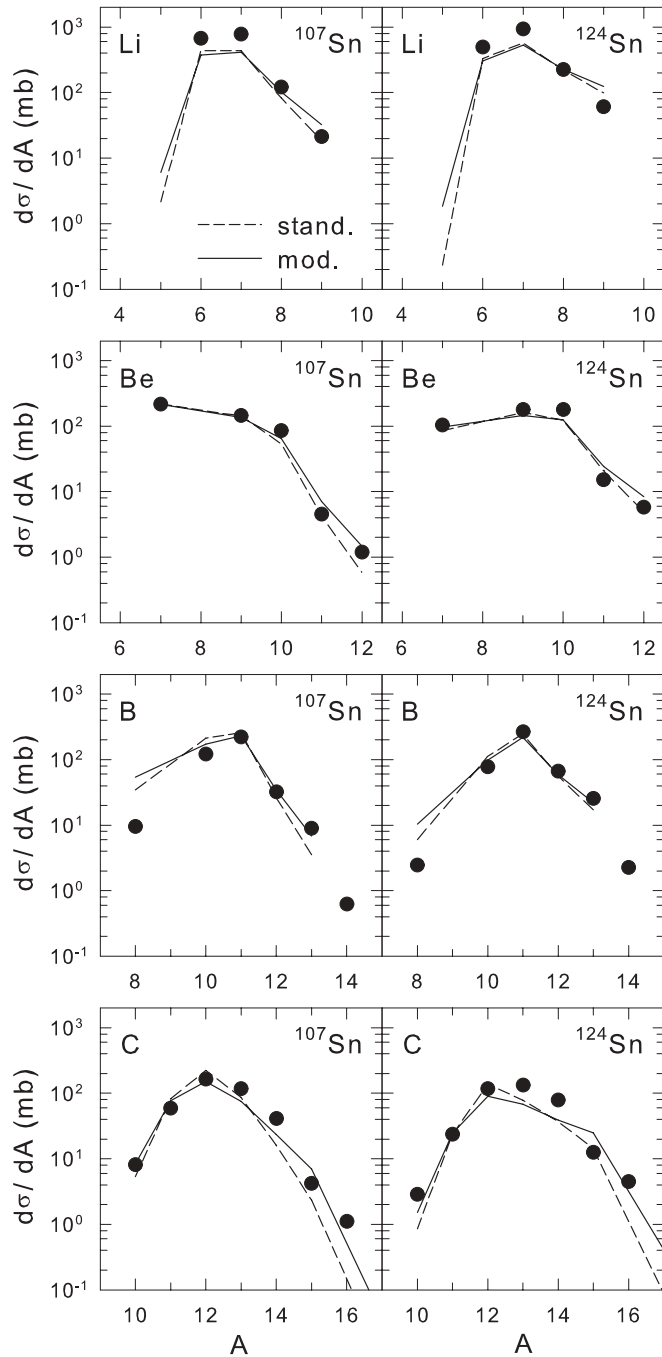 10³
10²
10¹
10⁰
10⁻¹
dσ/ dA (mb)
Li
¹⁰⁷Sn
stand.
mod.
4 6 8 10
Li
¹²⁴Sn
4 6 8 10
10³
10²
10¹
10⁰
10⁻¹
dσ/ dA (mb)
Be
¹⁰⁷Sn
6 8 10 12
Be
¹²⁴Sn
6 8 10 12
10³
10²
10¹
10⁰
10⁻¹
dσ/ dA (mb)
B
¹⁰⁷Sn
8 10 12 14
B
¹²⁴Sn
8 10 12 14
10³
10²
10¹
10⁰
10⁻¹
dσ/ dA (mb)
C
¹⁰⁷Sn
10 12 14 16
A
C
¹²⁴Sn
10 12 14 16
A